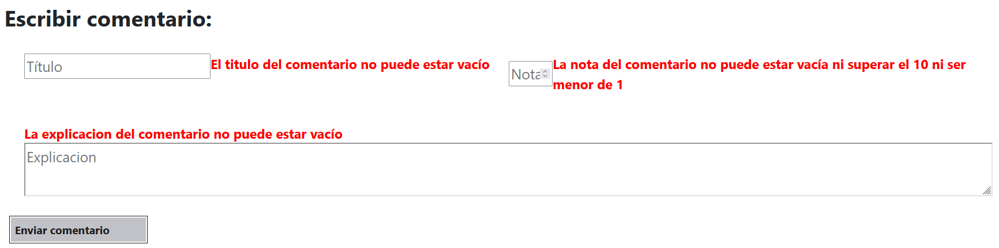 Escribir comentario:
Título
El titulo del comentario no puede estar vacío
Nota
La nota del comentario no puede estar vacía ni superar el 10 ni ser
menor de 1
La explicacion del comentario no puede estar vacío
Explicacion
Enviar comentario